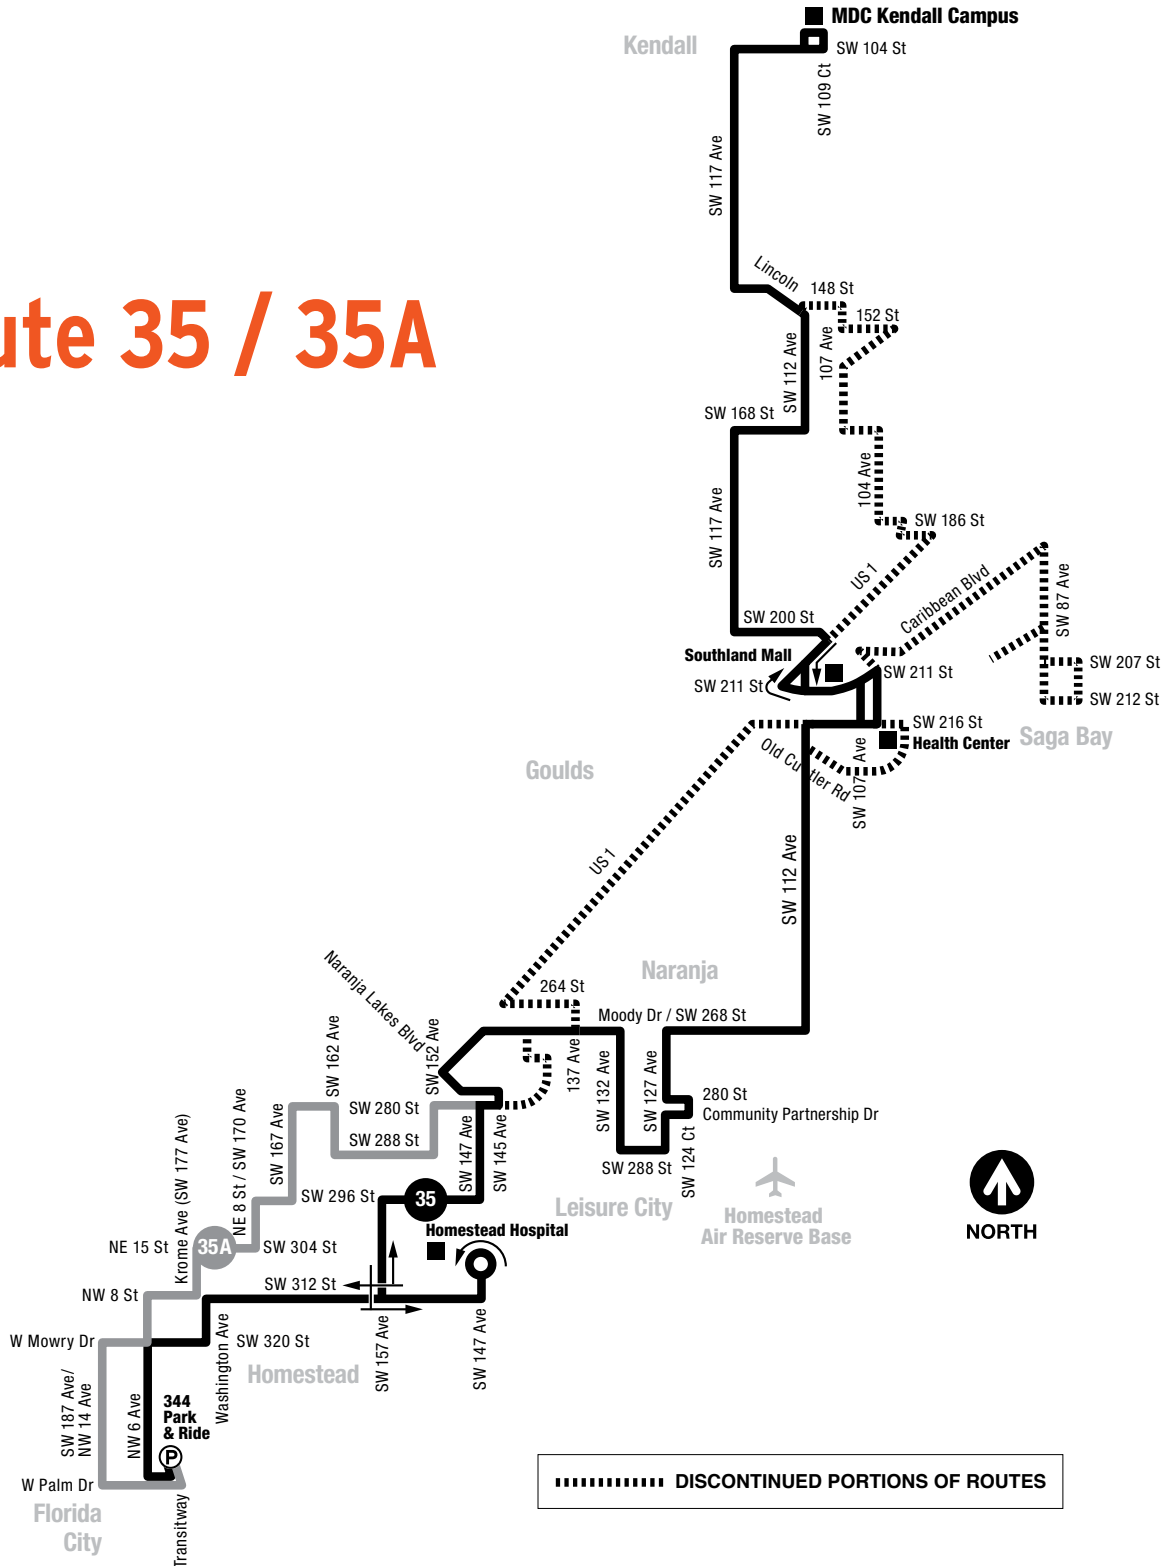 MDC Kendall Campus
Kendall
SW 104 St
SW 109 Ct
SW 117 Ave
Lincoln
148 St
152 St
ute 35 / 35A
107 Ave
SW 112 Ave
SW 168 St
104 Ave
SW 117 Ave
SW 186 St
US 1
Caribbean Blvd
SW 87 Ave
SW 200 St
Southland Mall
SW 207 St
SW 211 St
SW 211 St
SW 212 St
SW 216 St
Health Center
Saga Bay
Old Cutler Rd
SW 107 Ave
Goulds
US 1
SW 112 Ave
Naranja
Naranja Lakes Blvd
264 St
Moody Dr / SW 268 St
SW 162 Ave
SW 152 Ave
137 Ave
SW 132 Ave
SW 127 Ave
280 St
Community Partnership Dr
SW 280 St
SW 288 St
SW 167 Ave
NE 8 St / SW 170 Ave
Krome Ave (SW 177 Ave)
SW 147 Ave
SW 145 Ave
SW 288 St
SW 124 Ct
SW 296 St
35
Leisure City
Homestead
Air Reserve Base
NORTH
Homestead Hospital
NE 15 St
35A
SW 304 St
SW 312 St
NW 8 St
W Mowry Dr
SW 320 St
Washington Ave
SW 157 Ave
SW 147 Ave
Homestead
SW 187 Ave/
NW 14 Ave
NW 6 Ave
344
Park
& Ride
P
W Palm Dr
Transitway
Florida
City
DISCONTINUED PORTIONS OF ROUTES